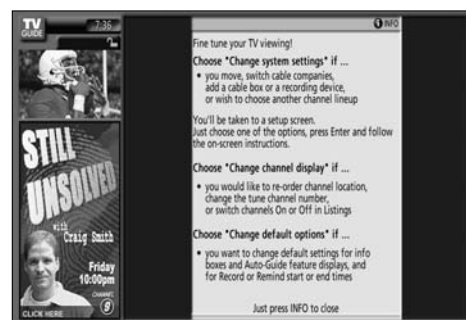 TV
GUIDE
7:36
INFO
Fine tune your TV viewing!
Choose "Change system settings" if ...
• you move, switch cable companies,
add a cable box or a recording device,
or wish to choose another channel lineup
You'll be taken to a setup screen.
Just choose one of the options, press Enter and follow
the on-screen instructions.
Choose "Change channel display" if ...
• you would like to re-order channel location,
change the tune channel number,
or switch channels On or Off in Listings
Choose "Change default options" if ...
• you want to change default settings for info
boxes and Auto-Guide feature displays, and
for Record or Remind start or end times
Just press INFO to close
STILL
UNSOLVED
with
Craig Smith
Friday
10:00pm
CHANNEL
9
CLICK HERE